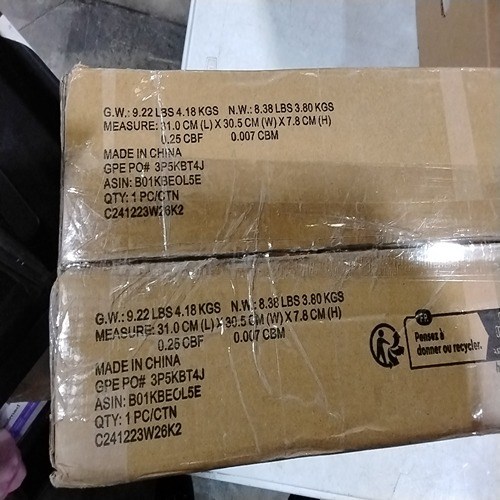 G.W.: 9.22 LBS 4.18 KGS N.W.: 8.38 LBS 3.80 KGS
MEASURE: 31.0 CM (L) X 30.5 CM (W) X 7.8 CM (H)
0.25 CBF 0.007 CBM
MADE IN CHINA
GPE PO# 3P5KBT4J
ASIN: B01KBEOL5E
QTY: 1 PC/CTN
C241223W26K2
G.W.: 9.22 LBS 4.18 KGS N.W.: 8.38 LBS 3.80 KGS
MEASURE: 31.0 CM (L) X 30.5 CM (W) X 7.8 CM (H)
0.25 CBF 0.007 CBM
MADE IN CHINA
GPE PO# 3P5KBT4J
ASIN: B01KBEOL5E
QTY: 1 PC/CTN
C241223W26K2
FR
Pensez à
donner ou recycler.